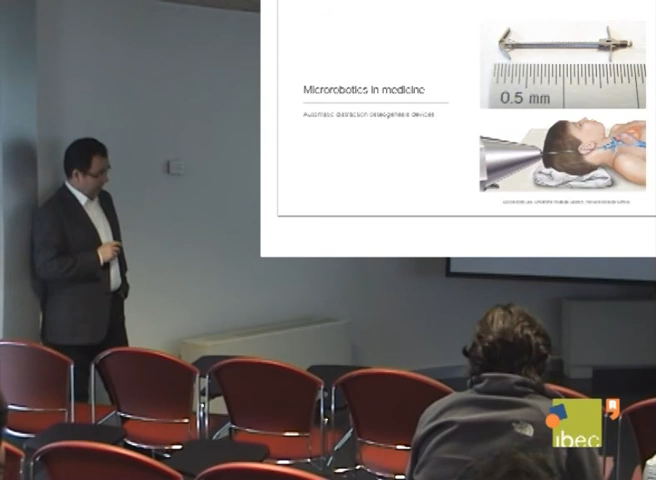 Microrobotics in medicine
Automatic distraction osteogenesis devices
0.5 mm
ibec